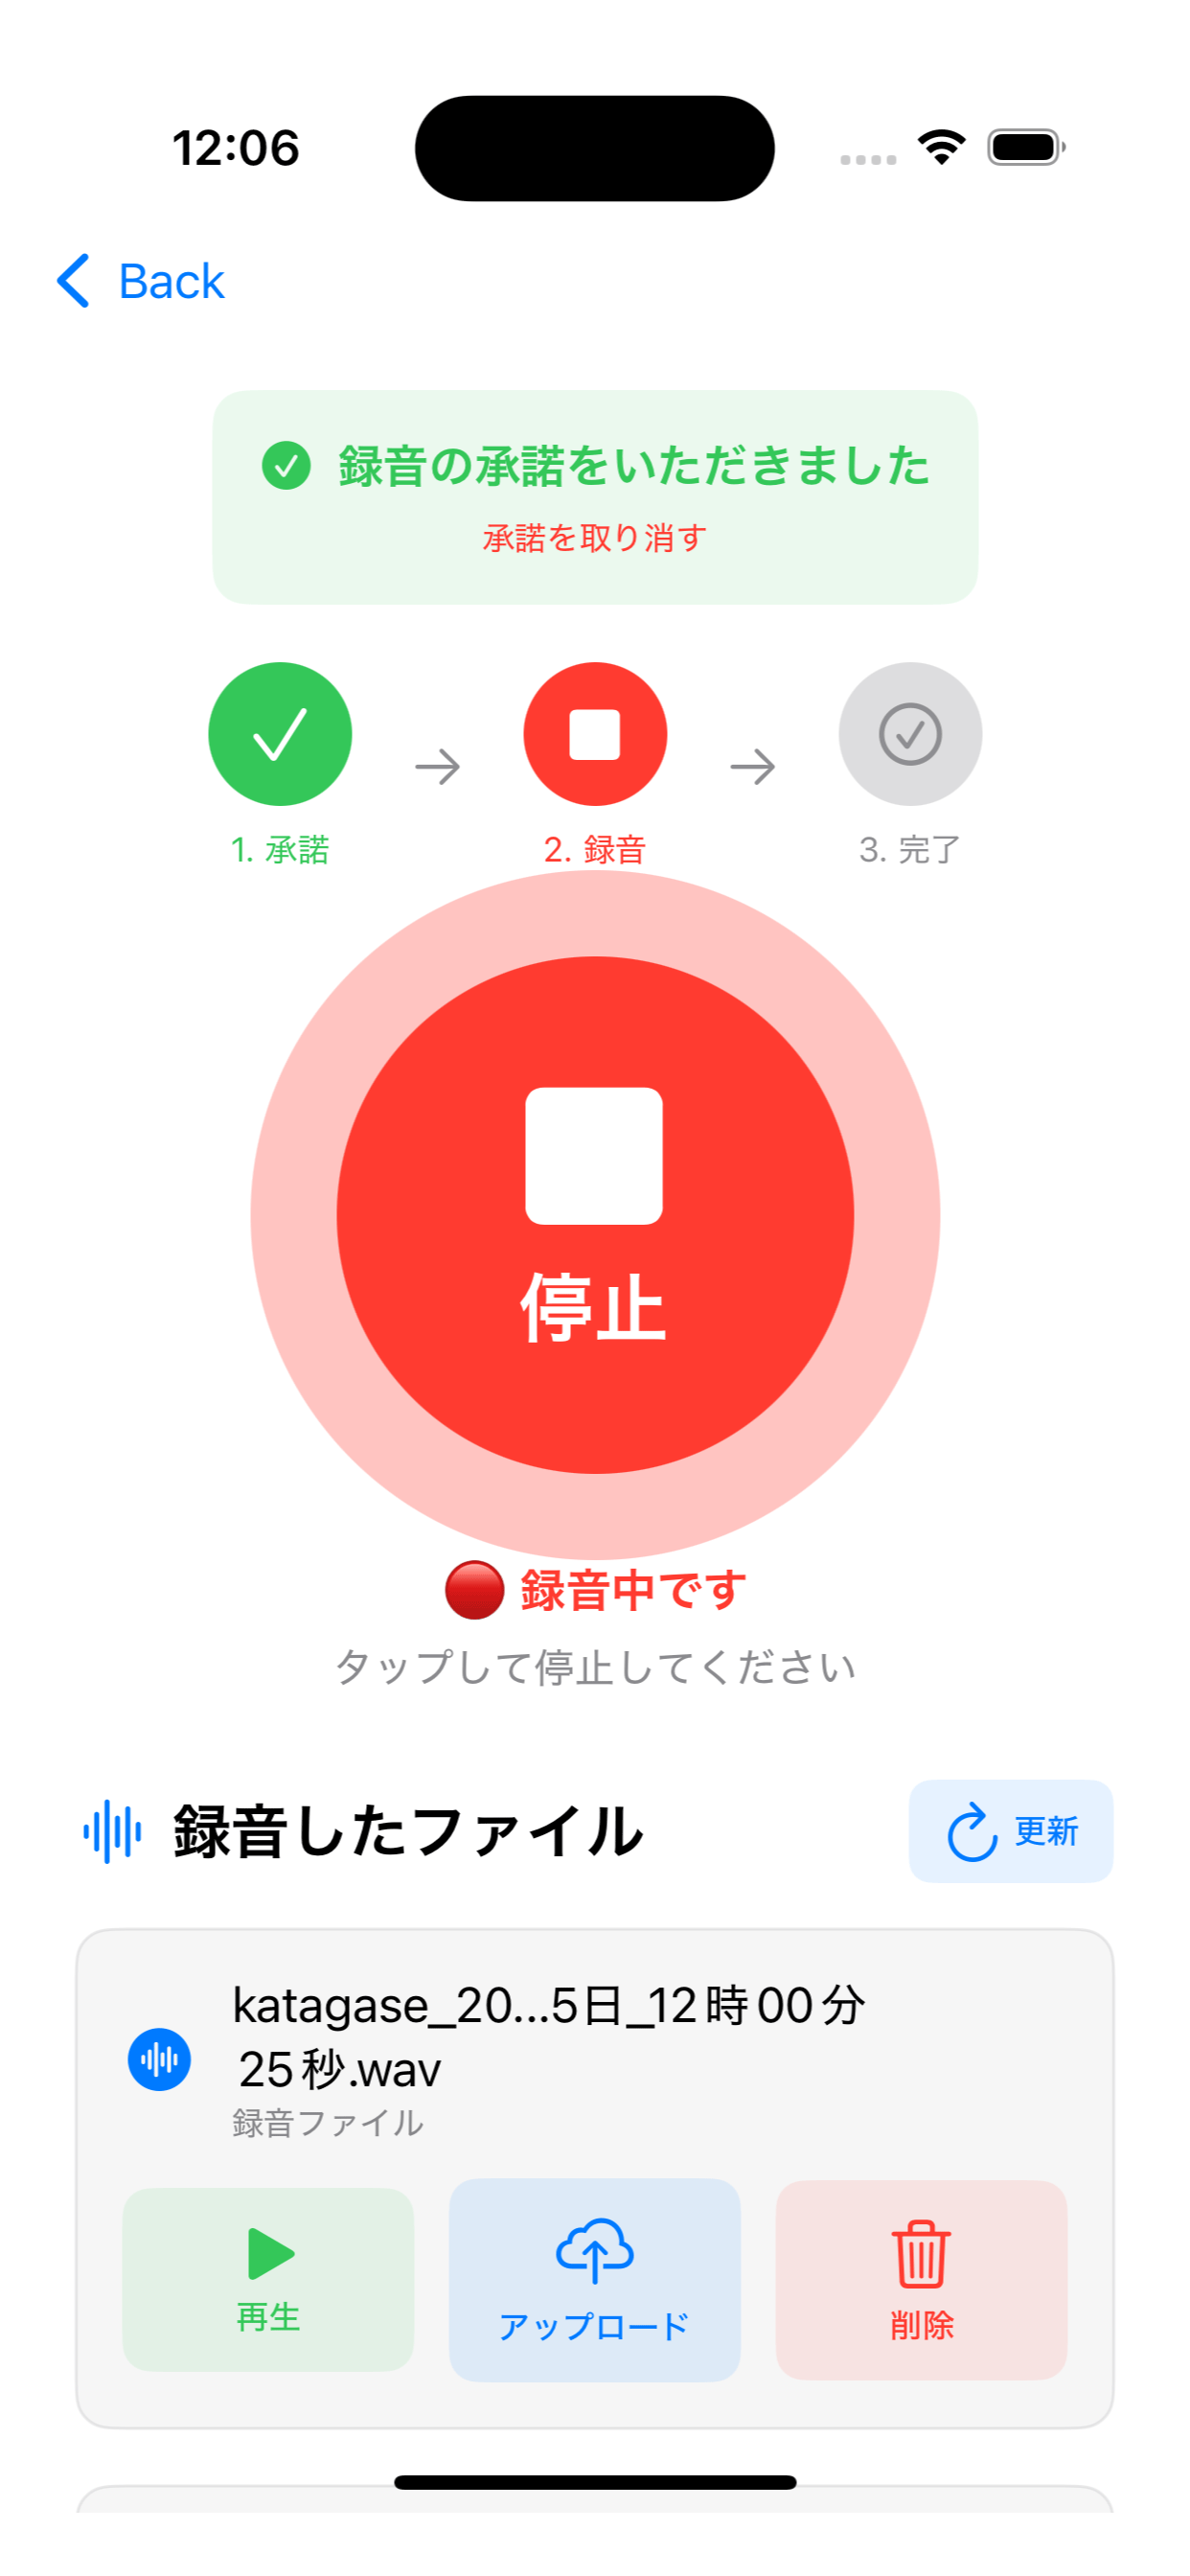 12:06
Back
録音の承諾をいただきました
承諾を取り消す
1. 承諾
2. 録音
3. 完了
停止
録音中です
タップして停止してください
録音したファイル
更新
katagase_20...5日_12時00分
25秒.wav
録音ファイル
再生
アップロード
削除